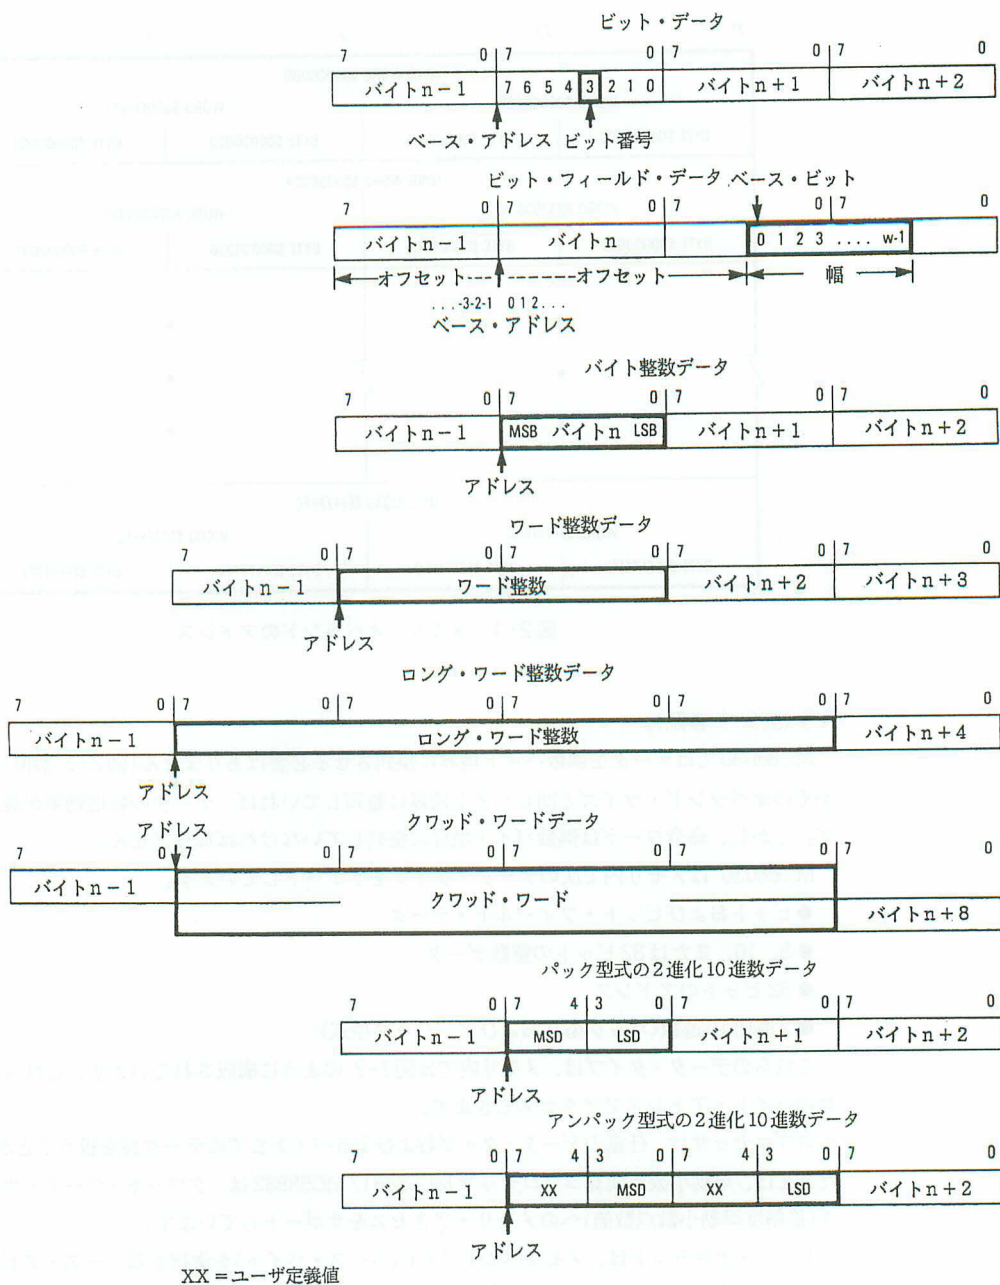 ビット・データ
7 0 7 0 7 0 7 0
バイトn－1 7 6 5 4 3 2 1 0 バイトn＋1 バイトn＋2
ベース・アドレス ビット番号
ビット・フィールド・データ ベース・ビット
7 0 7 0 7 0 7 0
バイトn－1 バイトn 0 1 2 3 .... w-1
オフセット オフセット 幅
...-3-2-1 0 1 2...
ベース・アドレス
バイト整数データ
7 0 7 0 7 0 7 0
バイトn－1 MSB バイトn LSB バイトn＋1 バイトn＋2
アドレス
ワード整数データ
7 0 7 0 7 0 7 0
バイトn－1 ワード整数 バイトn＋2 バイトn＋3
アドレス
ロング・ワード整数データ
7 0 7 0 7 0 7 0
バイトn－1 ロング・ワード整数 バイトn＋4
アドレス
アドレス クワッド・ワードデータ
7 0 7 0 7 0 7 0
バイトn－1 クワッド・ワード
バイトn＋8
パック型式の2進化10進数データ
7 0 7 4 3 0 7 0 7 0
バイトn－1 MSD LSD バイトn＋1 バイトn＋2
アドレス
アンパック型式の2進化10進数データ
7 0 7 4 3 0 7 4 3 0 7 0
バイトn－1 XX MSD XX LSD バイトn＋2
アドレス
XX＝ユーザ定義値